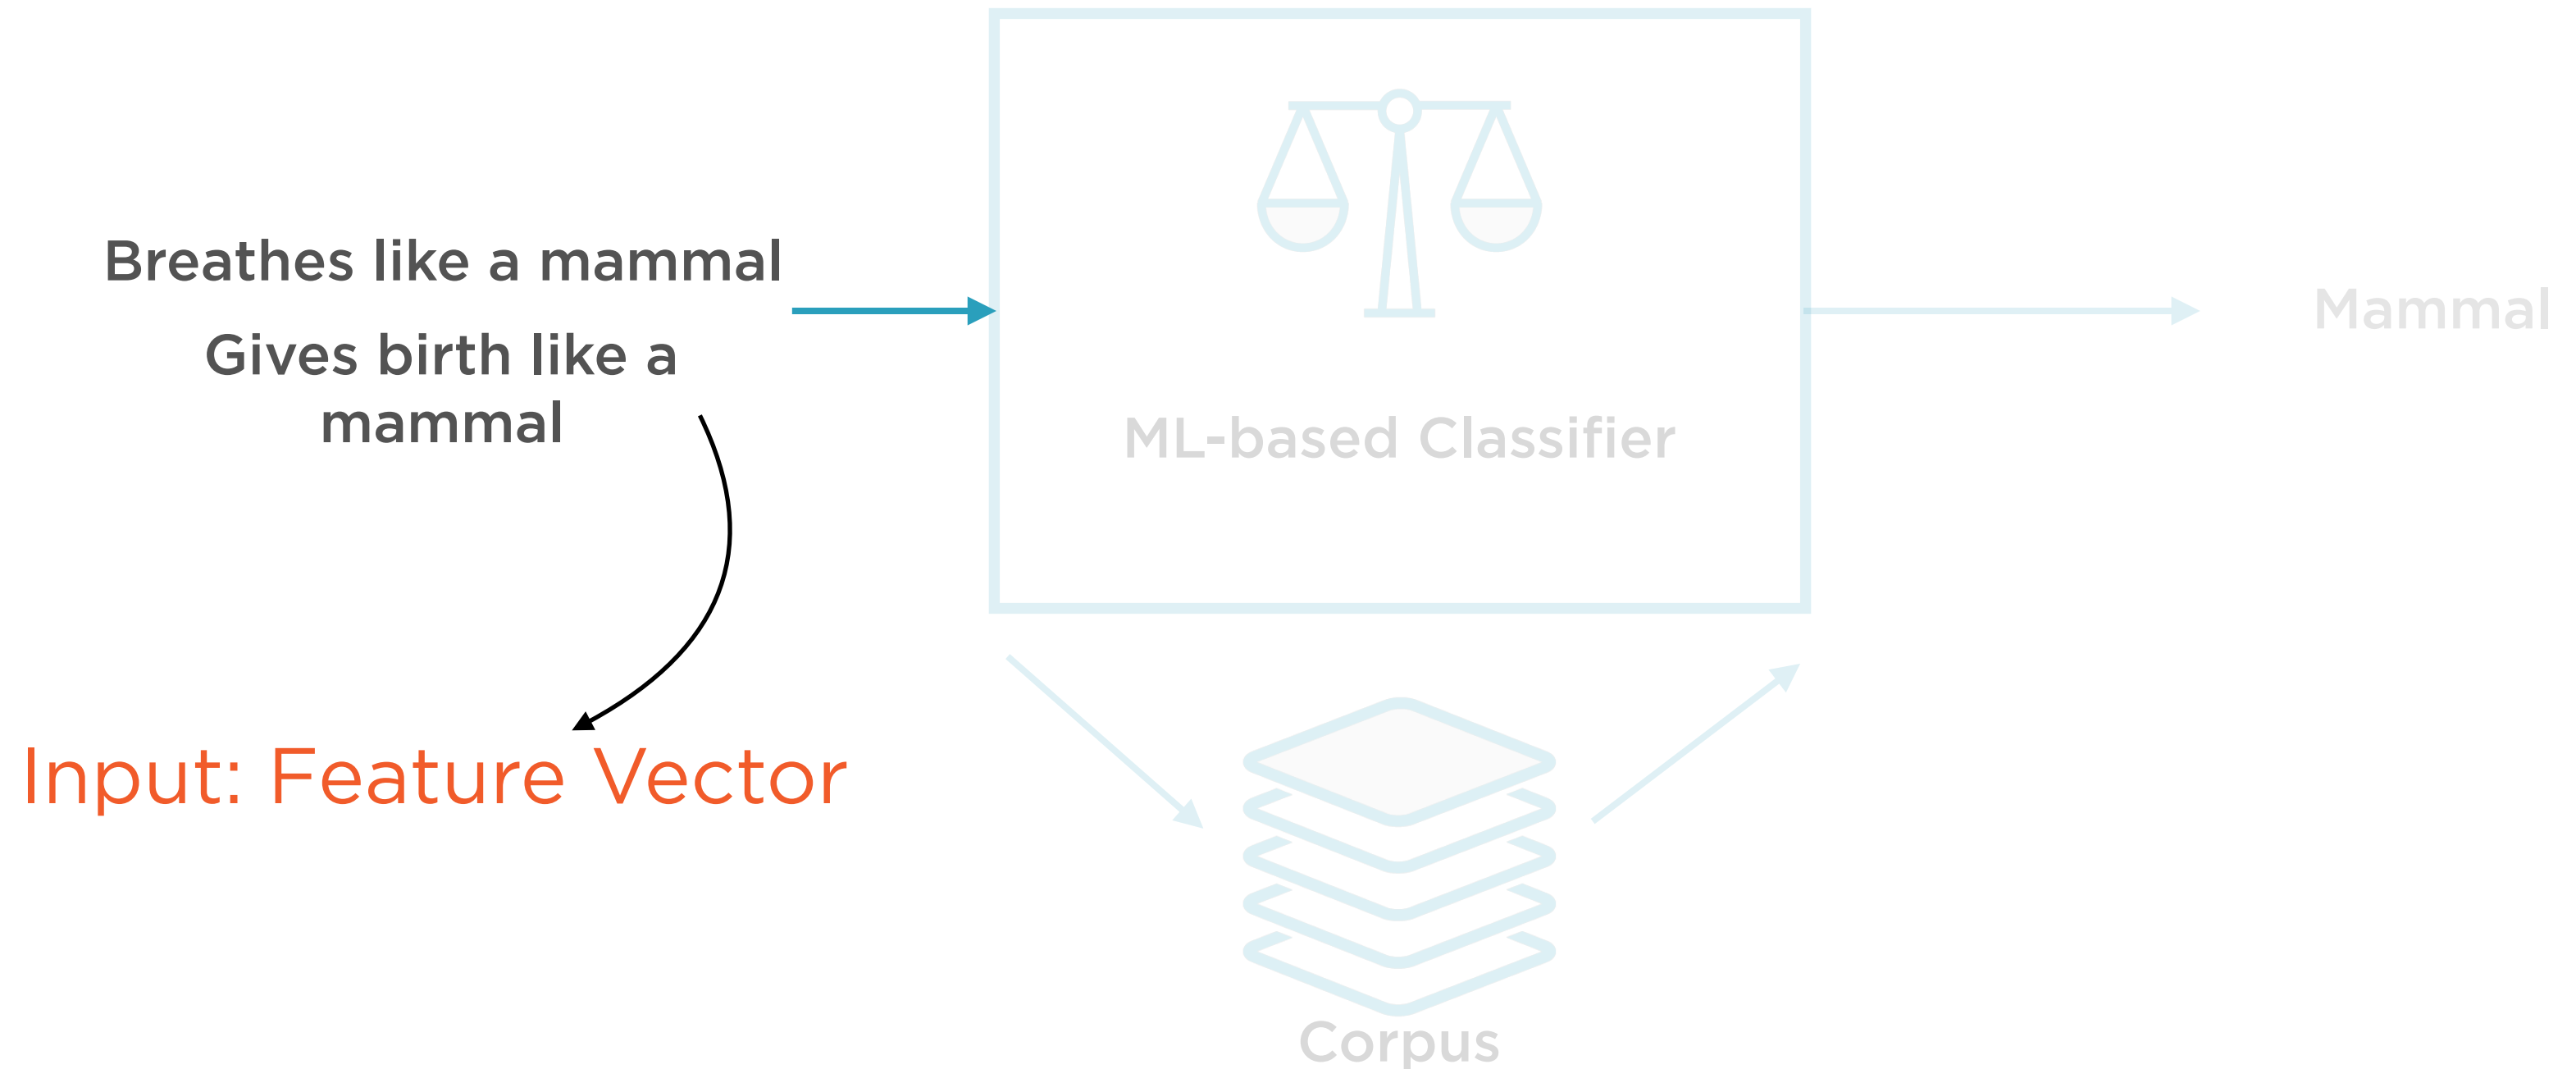 Breathes like a mammal
Gives birth like a
mammal
Input: Feature Vector
ML-based Classifier
Corpus
Mammal